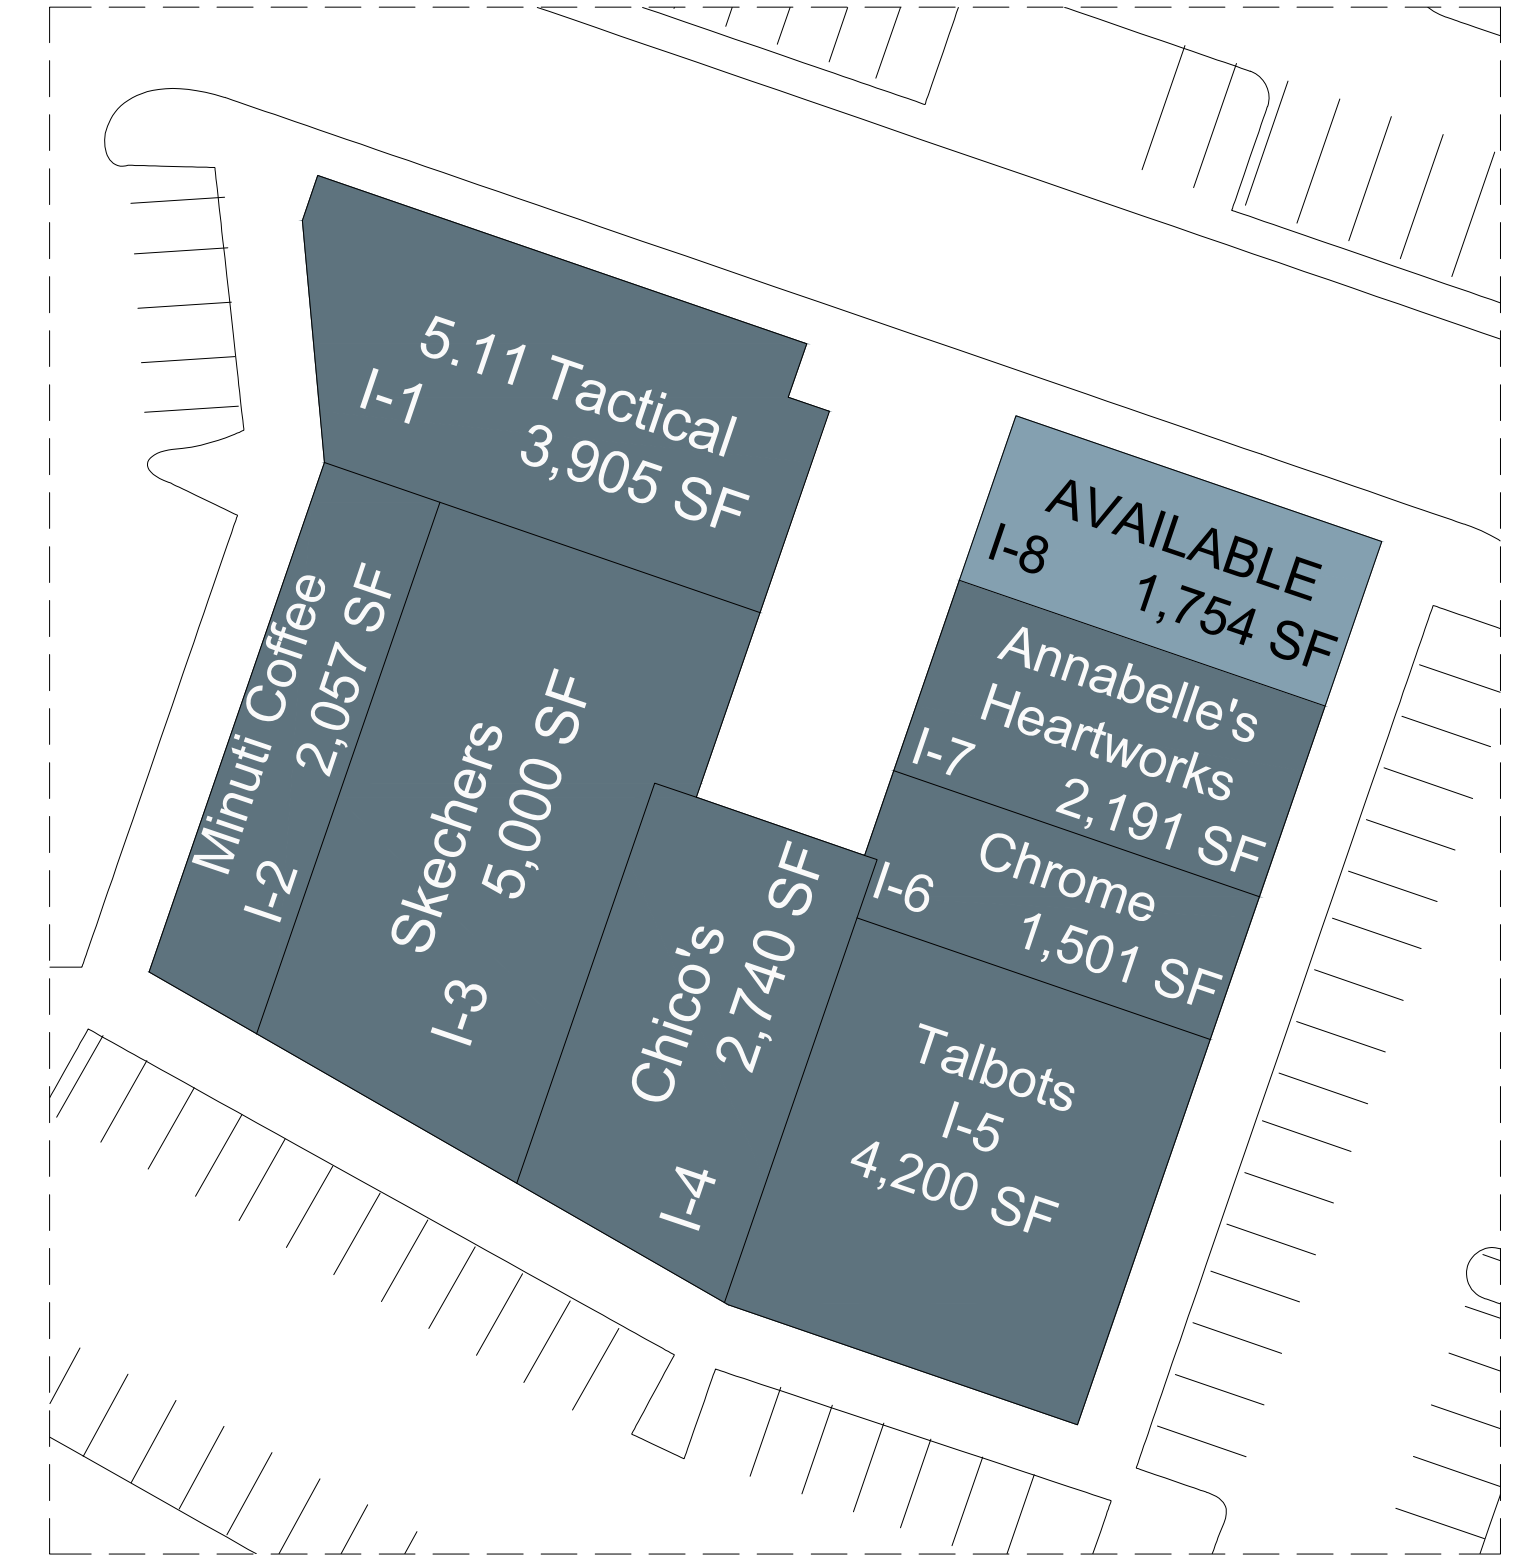 5.11 Tactical
I-1
3,905 SF
Minuti Coffee
2,057 SF
I-2
Skechers
5,000 SF
I-3
Chico's
2,740 SF
I-4
AVAILABLE
I-8
1,754 SF
Annabelle's
Heartworks
I-7
2,191 SF
Chrome
I-6
1,501 SF
Talbots
I-5
4,200 SF